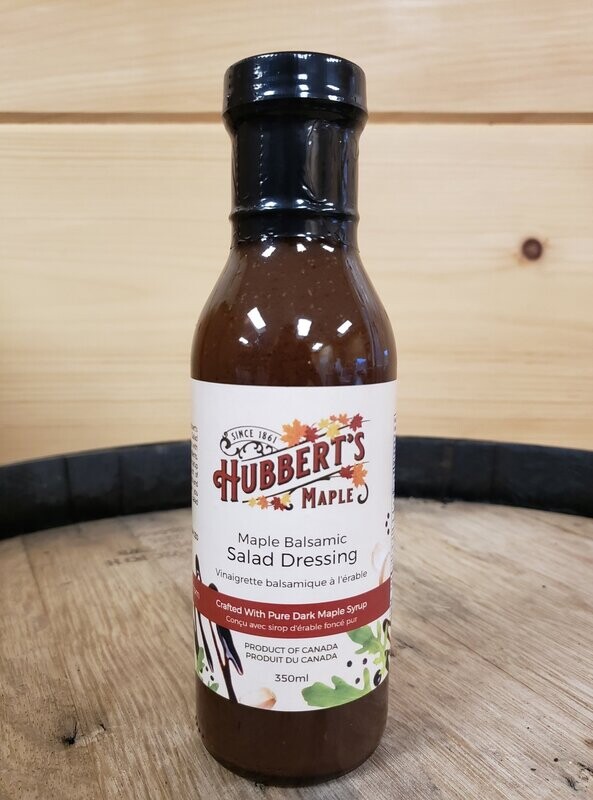 SINCE 1861
HUBBERT'S
MAPLE
Maple Balsamic
Salad Dressing
Vinaigrette balsamique à l'érable
Crafted With Pure Dark Maple Syrup
Conçu avec sirop d'érable foncé pur
PRODUCT OF CANADA
PRODUIT DU CANADA
350ml